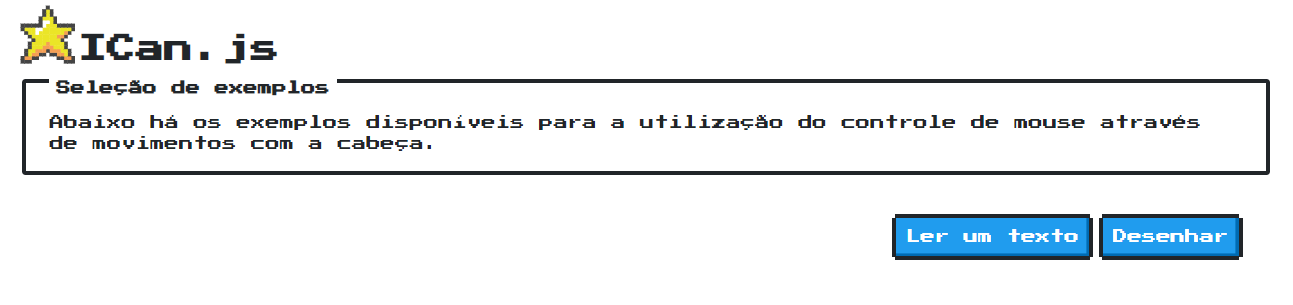 ICan.js
Seleção de exemplos
Abaixo há os exemplos disponíveis para a utilização do controle de mouse através
de movimentos com a cabeça.
Ler um texto Desenhar